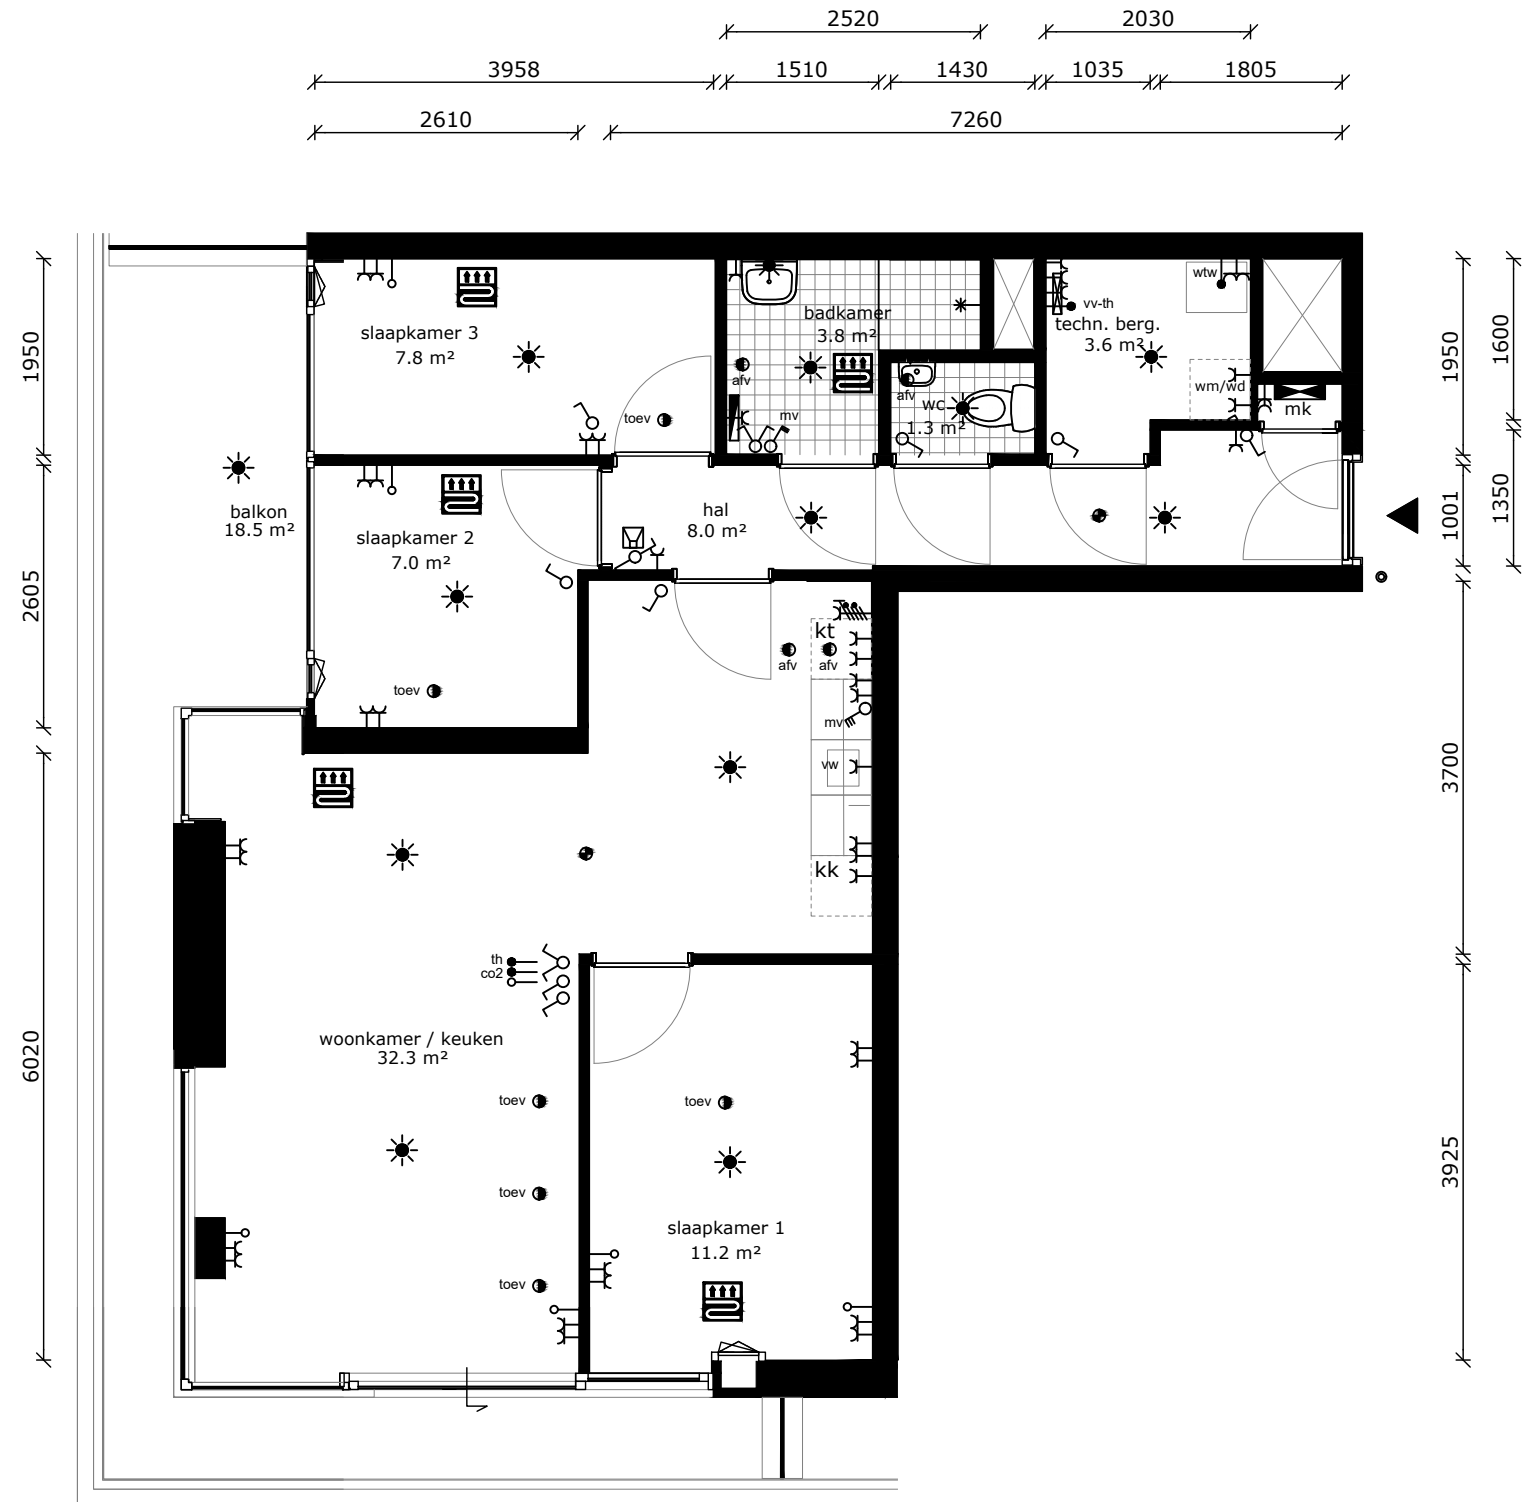 2520
2030
3958
1510
1430
1035
1805
2610
7260
1950
2605
6020
1950
1001
3700
3925
1600
1350
slaapkamer 3
7.8 m²
toev
badkamer
3.8 m²
afv
mv
afv
wc
1.3 m²
vv-th
techn. berg.
3.6 m²
wtw
wm/wd
mk
balkon
18.5 m²
slaapkamer 2
7.0 m²
toev
hal
8.0 m²
kt
afv
afv
mv
vw
kk
th
co2
woonkamer / keuken
32.3 m²
toev
toev
toev
toev
slaapkamer 1
11.2 m²